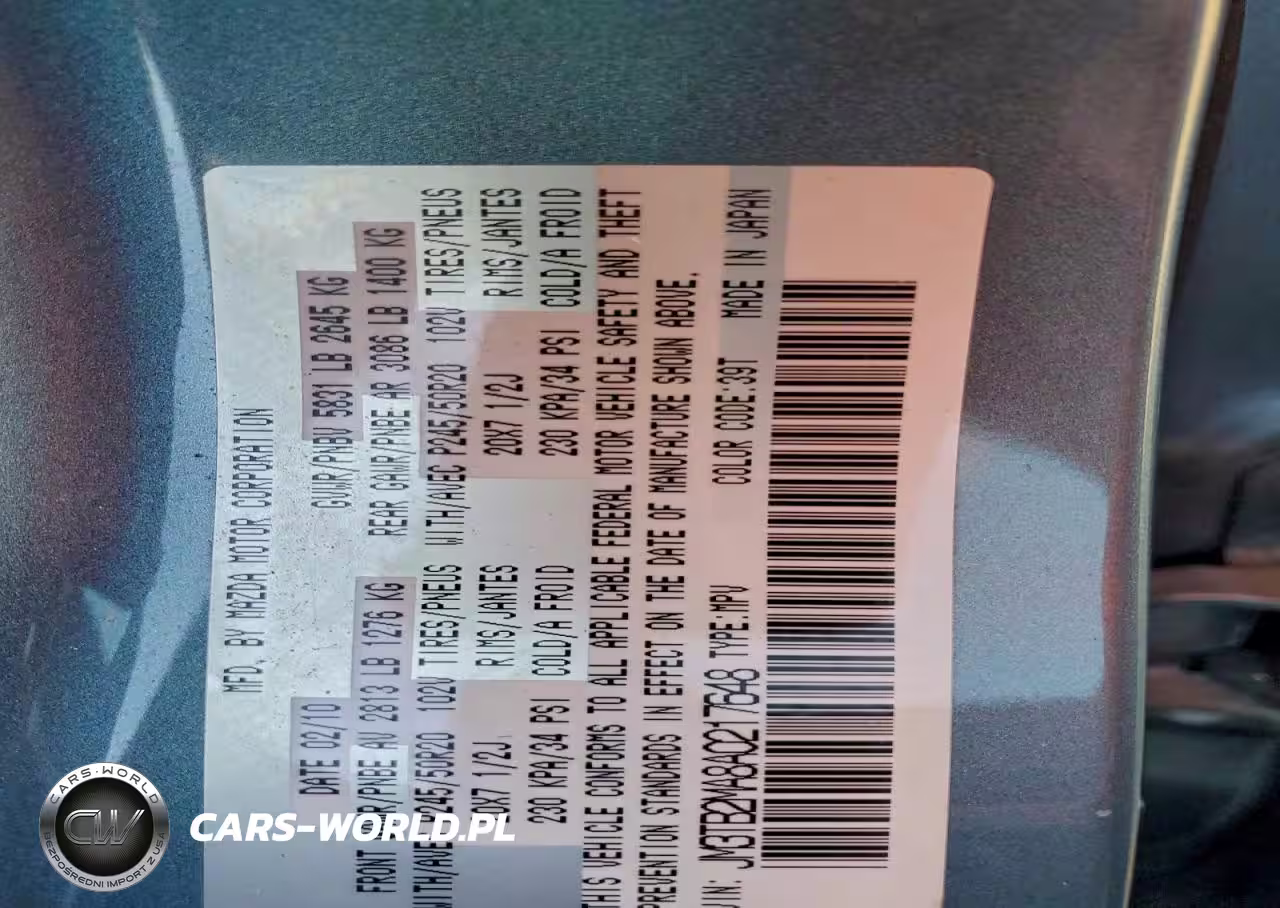 MFD. BY MAZDA MOTOR CORPORATION
DATE 02/10 GVWR/PNBV 5831 LB 2645 KG
FRONT GAWR/PNBE AV 2813 LB 1276 KG REAR GAWR/PNBE AR 3086 LB 1400 KG
WITH/AVEC P245/50R20 102V TIRES/PNEUS WITH/AVEC P245/50R20 102V TIRES/PNEUS
20X7 1/2J RIMS/JANTES 20X7 1/2J RIMS/JANTES
230 KPA/34 PSI COLD/A FROID 230 KPA/34 PSI COLD/A FROID
THIS VEHICLE CONFORMS TO ALL APPLICABLE FEDERAL MOTOR VEHICLE SAFETY AND THEFT
PREVENTION STANDARDS IN EFFECT ON THE DATE OF MANUFACTURE SHOWN ABOVE.
VIN: JM3TB2MA8A0217648 TYPE:MPV COLOR CODE:39T MADE IN JAPAN
CARS-WORLD
CW
BEZPOŚREDNI IMPORT Z USA
CARS-WORLD.PL